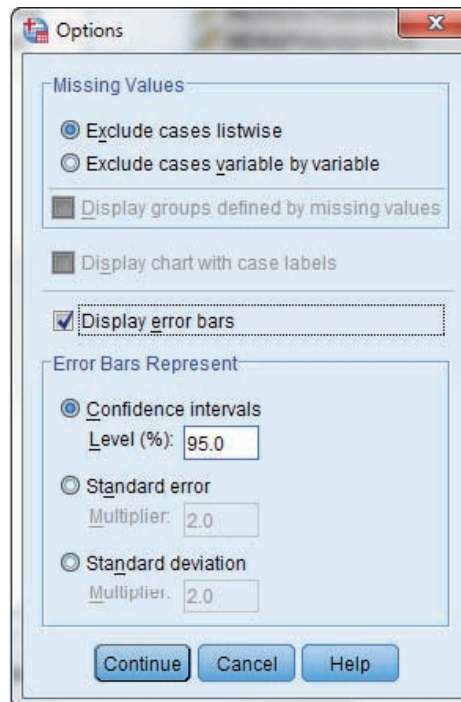 Options
Missing Values
Exclude cases listwise
Exclude cases variable by variable
Display groups defined by missing values
Display chart with case labels
Display error bars
Error Bars Represent
Confidence intervals
Level (%): 95.0
Standard error
Multiplier: 2.0
Standard deviation
Multiplier: 2.0
Continue Cancel Help